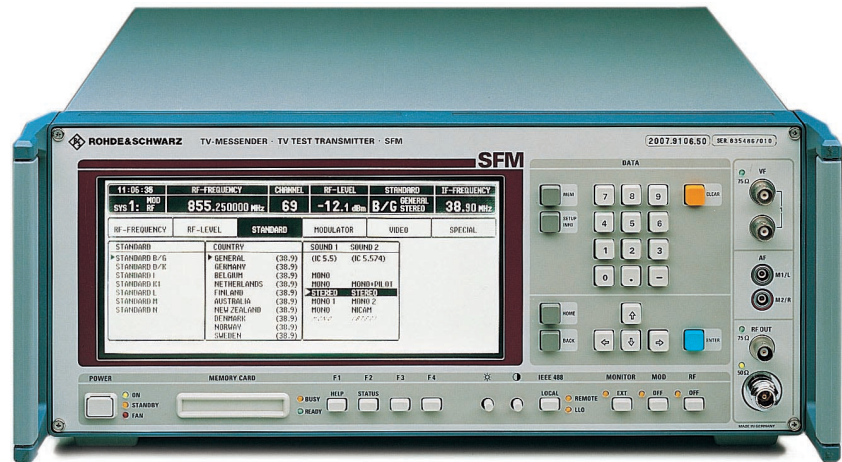 ROHDE&SCHWARZ TV-MESSENDER · TV TEST TRANSMITTER · SFM
2007.9106.50 SER. 835486/010
SFM
DATA
VF
75Ω
11:06:36 RF-FREQUENCY CHANNEL RF-LEVEL STANDARD IF-FREQUENCY
SYS 1: MOD RF 855.250000 MHz 69 -12.1 dBm B/G GENERAL STEREO 38.90 MHz
RF-FREQUENCY RF-LEVEL STANDARD MODULATOR VIDEO SPECIAL
STANDARD COUNTRY SOUND 1 SOUND 2
STANDARD B/G GENERAL (38.9) (IC 5.5) (IC 5.574)
STANDARD D/K GERMANY (38.9)
STANDARD I BELGIUM (38.9) MONO
STANDARD K1 NETHERLANDS (38.9) MONO MONO+PILOT
STANDARD L FINLAND (38.9) STEREO STEREO
STANDARD M AUSTRALIA (38.9) MONO 1 MONO 2
STANDARD N NEW ZEALAND (38.9) MONO NICAM
DENMARK (38.9)
NORWAY (38.9)
SWEDEN (38.9)
MENU 7 8 9 CLEAR
SETUP INFO 4 5 6
1 2 3
0 . -
HOME
BACK ENTER
AF
M1/L
M2/R
RF OUT
75Ω
50Ω
POWER MEMORY CARD F1 F2 F3 F4 IEEE 488 MONITOR MOD RF
ON HELP STATUS LOCAL EXT OFF OFF
STANDBY BUSY REMOTE
FAN READY LLO
MADE IN GERMANY